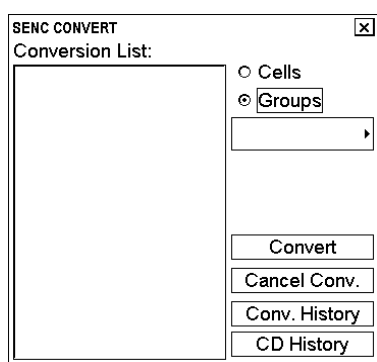 SENC CONVERT
Conversion List:
Cells
Groups
Convert
Cancel Conv.
Conv. History
CD History